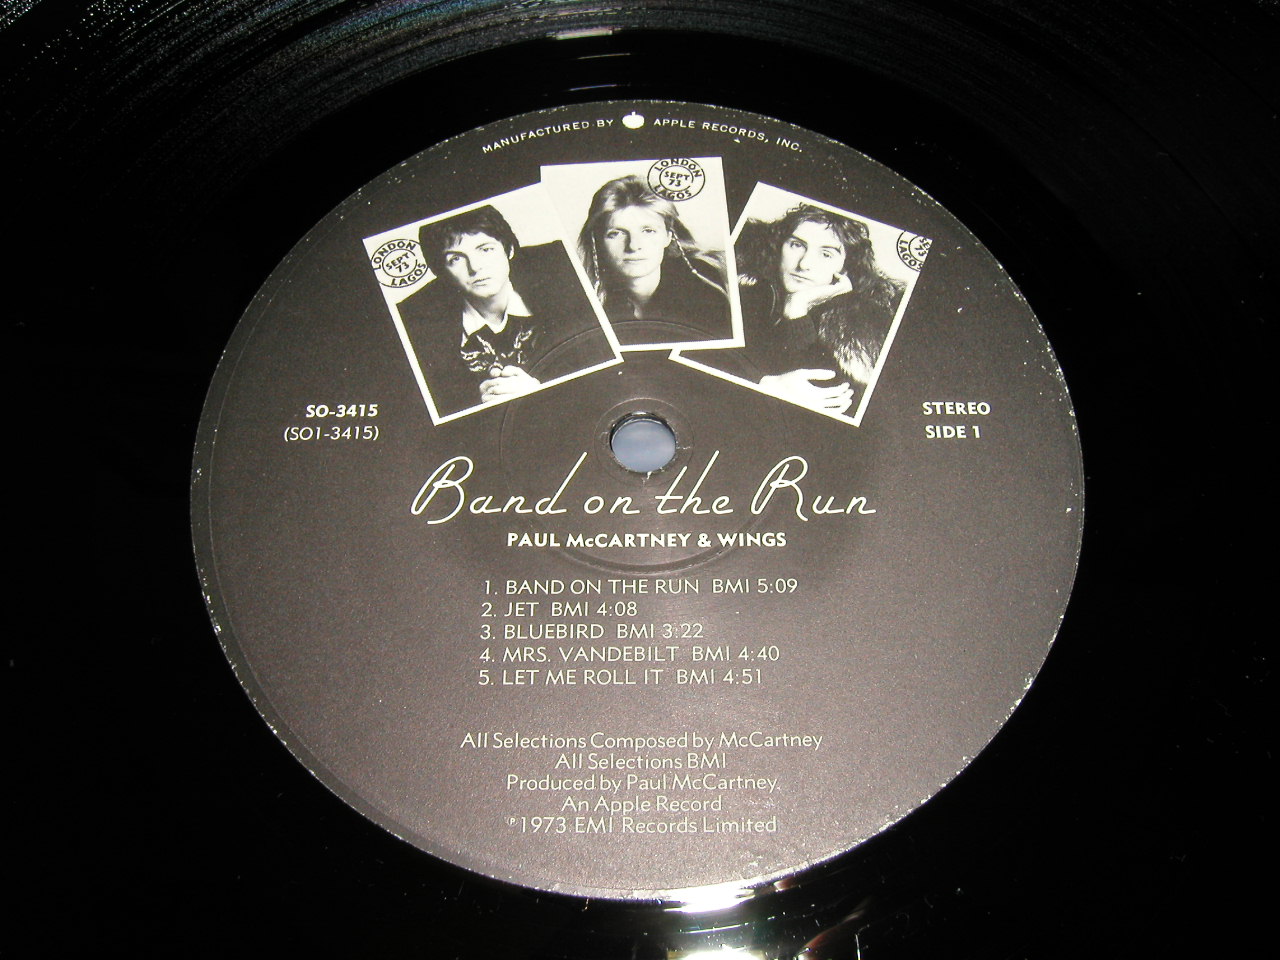 MANUFACTURED BY APPLE RECORDS, INC.
LONDON
SEPT
73
LAGOS
LONDON
SEPT
73
LAGOS
LAGOS
SO-3415
(SO1-3415)
STEREO
SIDE 1
Band on the Run
PAUL McCARTNEY & WINGS
1. BAND ON THE RUN BMI 5:09
2. JET BMI 4:08
3. BLUEBIRD BMI 3:22
4. MRS. VANDEBILT BMI 4:40
5. LET ME ROLL IT BMI 4:51
All Selections Composed by McCartney
All Selections BMI
Produced by Paul McCartney.
An Apple Record
℗ 1973 EMI Records Limited